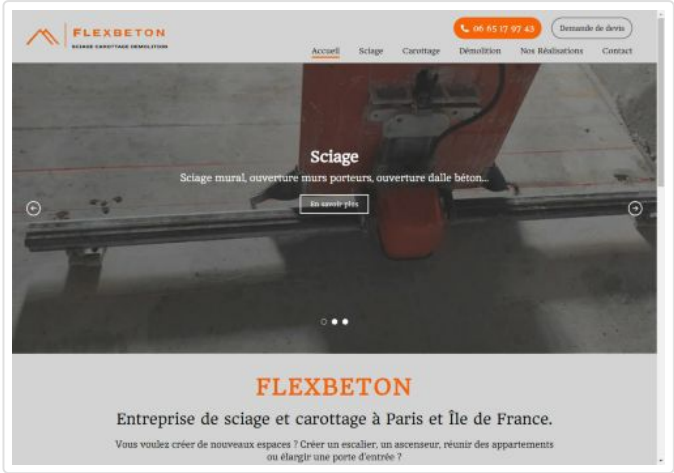 FLEXBETON
SCIAGE CAROTTAGE DEMOLITION
06 65 17 97 43
Demande de devis
Accueil
Sciage
Carottage
Démolition
Nos Réalisations
Contact
Sciage
Sciage mural, ouverture murs porteurs, ouverture dalle béton...
En savoir plus
FLEXBETON
Entreprise de sciage et carottage à Paris et Île de France.
Vous voulez créer de nouveaux espaces ? Créer un escalier, un ascenseur, réunir des appartements
ou élargir une porte d'entrée ?